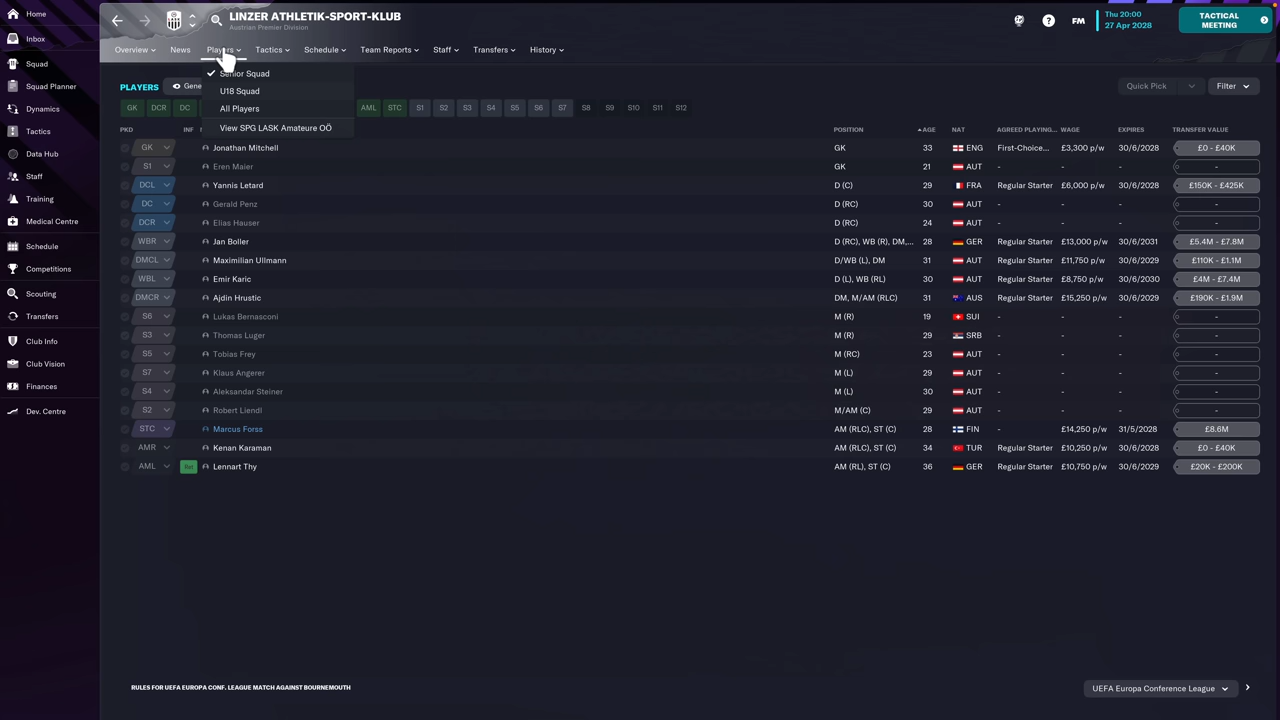 Home
Inbox
Squad
Squad Planner
Dynamics
Tactics
Data Hub
Staff
Training
Medical Centre
Schedule
Competitions
Scouting
Transfers
Club Info
Club Vision
Finances
Dev. Centre
LINZER ATHLETIK-SPORT-KLUB
Austrian Premier Division
FM
Thu 20:00
27 Apr 2028
TACTICAL MEETING
Overview News Players Tactics Schedule Team Reports Staff Transfers History
Senior Squad
U18 Squad
All Players
View SPG LASK Amateure OÖ
PLAYERS
Quick Pick Filter
GK DCR DC AML STC S1 S2 S3 S4 S5 S6 S7 S8 S9 S10 S11 S12
PKD INF POSITION AGE NAT AGREED PLAYING... WAGE EXPIRES TRANSFER VALUE
GK Jonathan Mitchell GK 33 ENG First-Choice... £3,300 p/w 30/6/2028 £0 - £40K
S1 Eren Maier GK 21 AUT - - - -
DCL Yannis Letard D (C) 29 FRA Regular Starter £6,000 p/w 30/6/2028 £150K - £425K
DC Gerald Penz D (RC) 30 AUT - - - -
DCR Elias Hauser D (RC) 24 AUT - - - -
WBR Jan Boller D (RC), WB (R), DM,... 28 GER Regular Starter £13,000 p/w 30/6/2031 £5.4M - £7.8M
DMCL Maximilian Ullmann D/WB (L), DM 31 AUT Regular Starter £11,750 p/w 30/6/2029 £110K - £1.1M
WBL Emir Karic D (L), WB (RL) 30 AUT Regular Starter £8,750 p/w 30/6/2030 £4M - £7.4M
DMCR Ajdin Hrustic DM, M/AM (RLC) 31 AUS Regular Starter £15,250 p/w 30/6/2029 £190K - £1.9M
S6 Lukas Bernasconi M (R) 19 SUI - - - -
S3 Thomas Luger M (R) 29 SRB - - - -
S5 Tobias Frey M (RC) 23 AUT - - - -
S7 Klaus Angerer M (L) 29 AUT - - - -
S4 Aleksandar Steiner M (L) 30 AUT - - - -
S2 Robert Liendl M/AM (C) 29 AUT - - - -
STC Marcus Forss AM (RLC), ST (C) 28 FIN - £14,250 p/w 31/5/2028 £8.6M
AMR Kenan Karaman AM (RLC), ST (C) 34 TUR Regular Starter £10,250 p/w 30/6/2028 £0 - £40K
AML Ret Lennart Thy AM (RL), ST (C) 36 GER Regular Starter £10,750 p/w 30/6/2029 £20K - £200K
RULES FOR UEFA EUROPA CONF. LEAGUE MATCH AGAINST BOURNEMOUTH
UEFA Europa Conference League